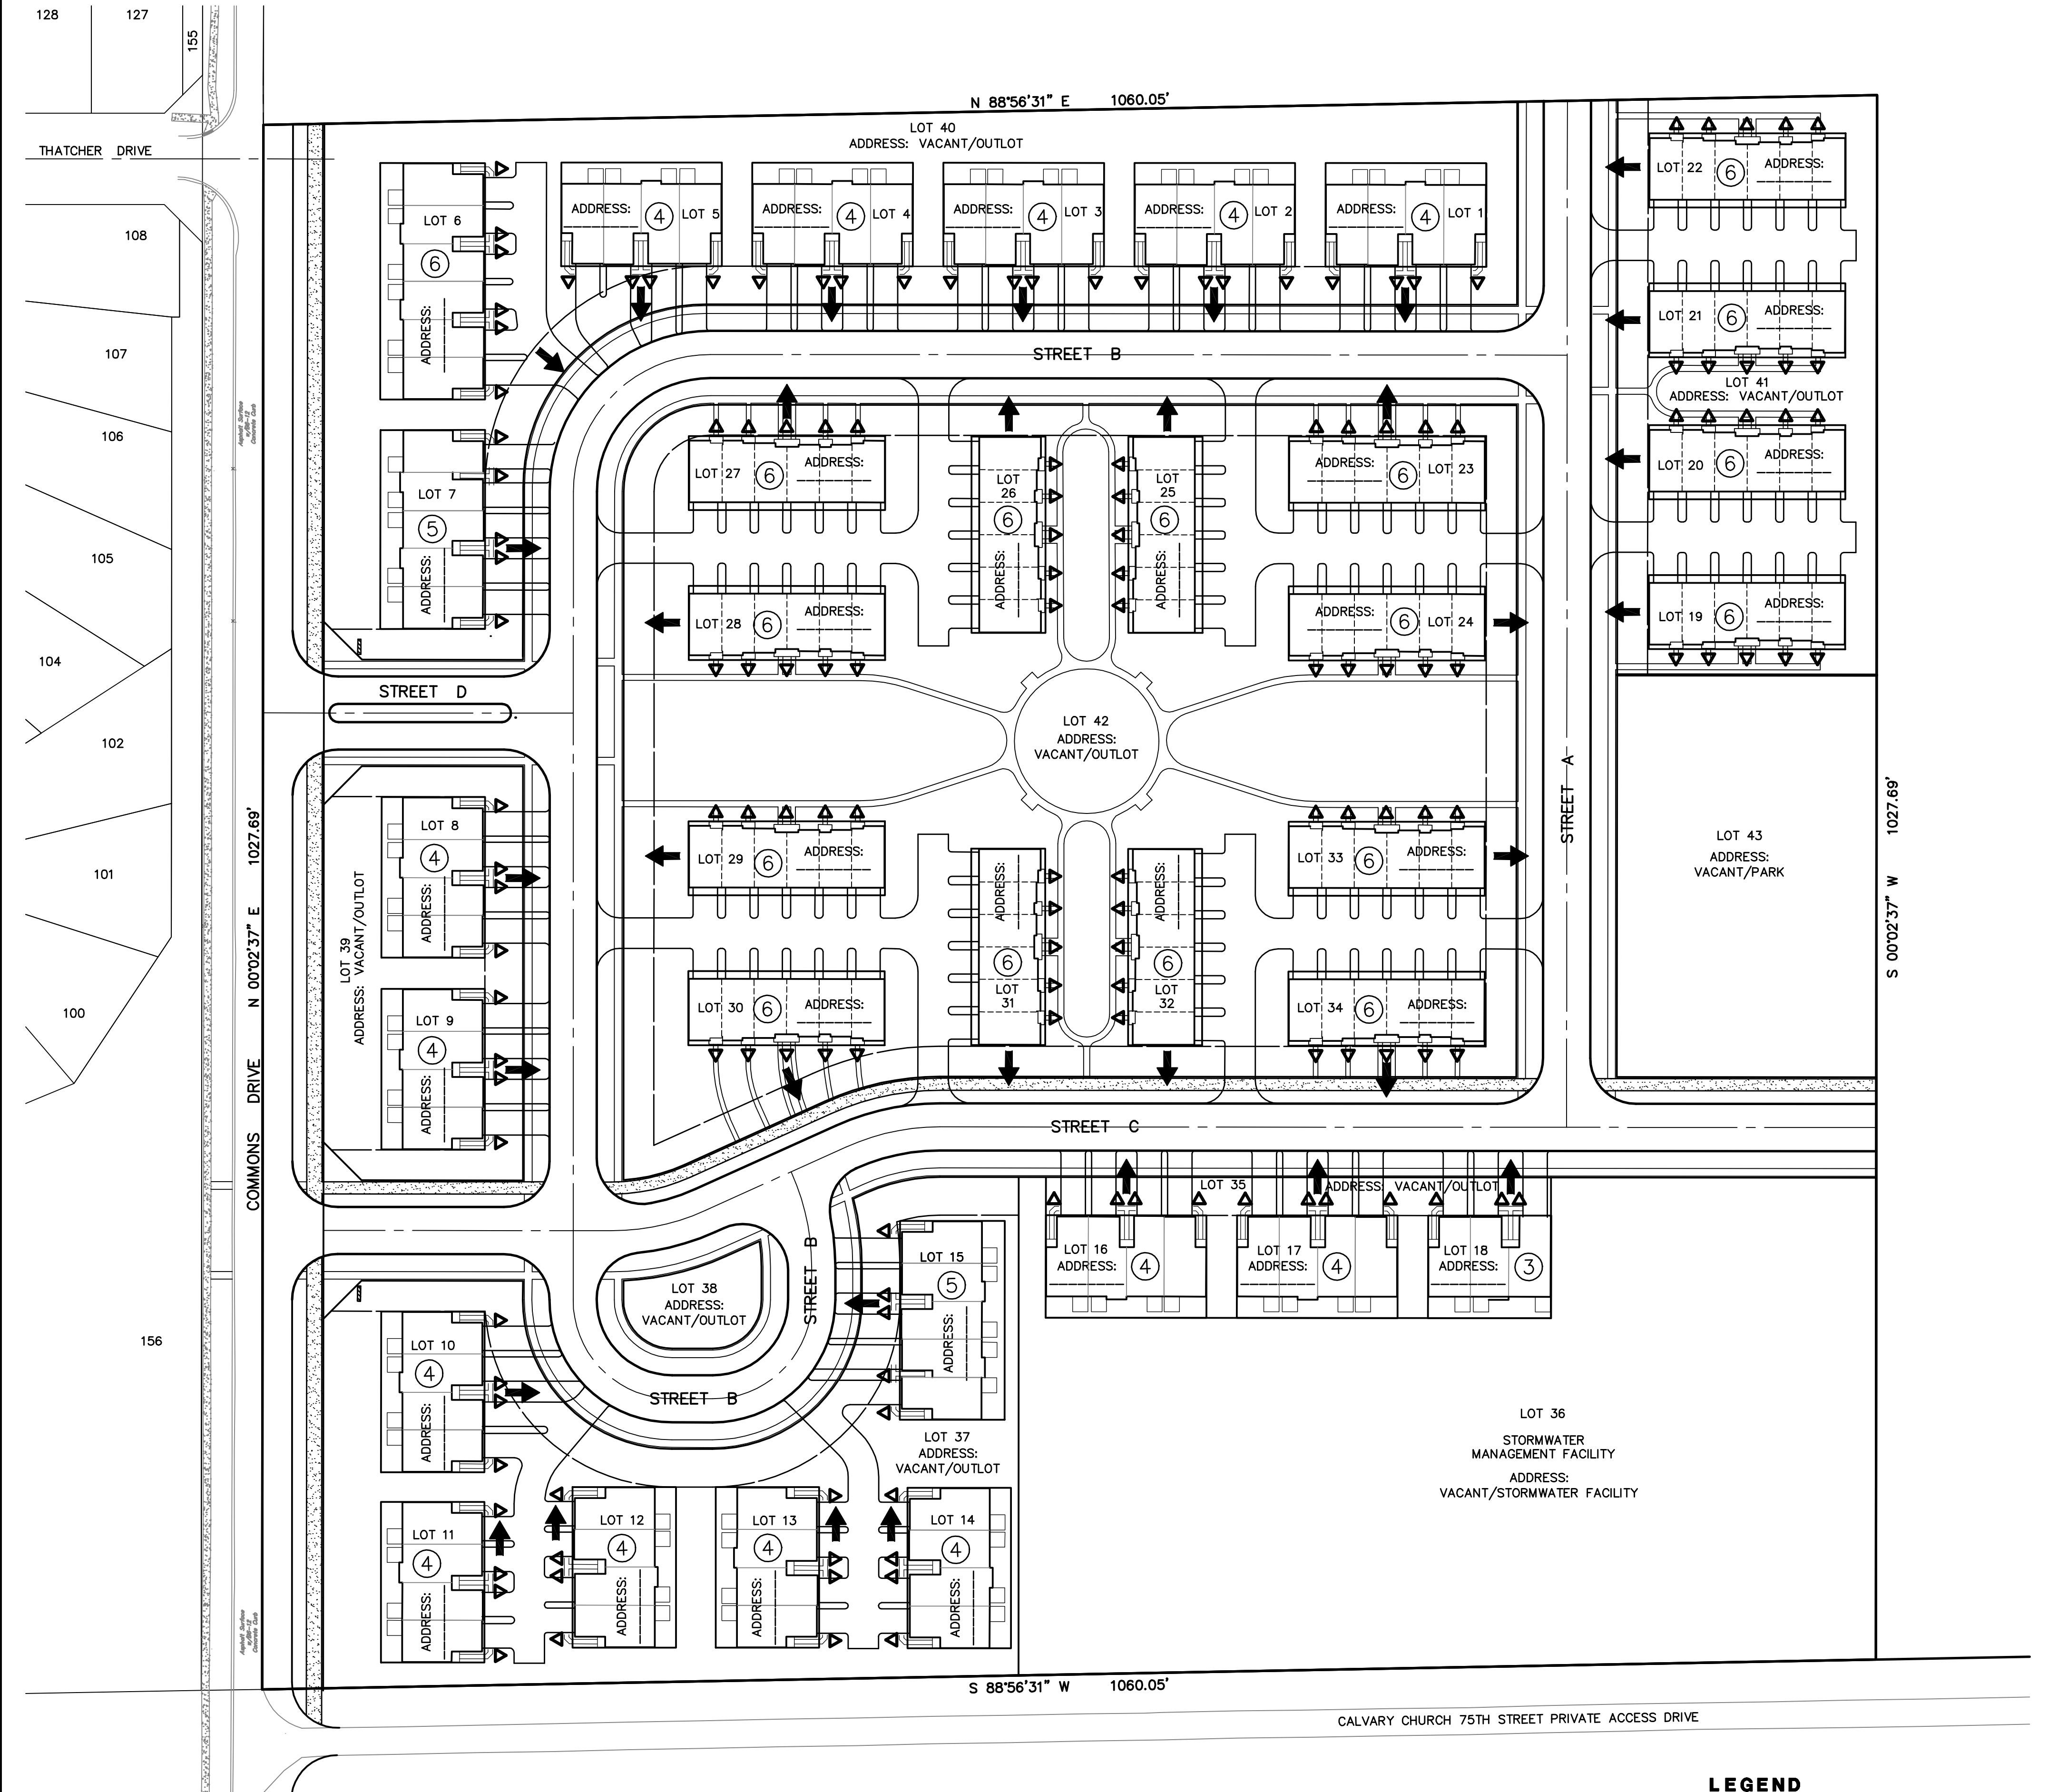 128
127
155
N 88°56'31" E 1060.05'
THATCHER DRIVE
LOT 40
ADDRESS: VACANT/OUTLOT
108
107
106
105
104
102
101
100
156
LOT 6
6
ADDRESS:
ADDRESS:
4
LOT 5
ADDRESS:
4
LOT 4
ADDRESS:
4
LOT 3
ADDRESS:
4
LOT 2
ADDRESS:
4
LOT 1
LOT 22
6
ADDRESS:
LOT 21
6
ADDRESS:
LOT 41
ADDRESS: VACANT/OUTLOT
LOT 20
6
ADDRESS:
LOT 19
6
ADDRESS:
STREET B
Asphalt Surface
Concrete Curb
LOT 7
5
ADDRESS:
LOT 27
6
ADDRESS:
LOT
26
6
ADDRESS:
LOT
25
6
ADDRESS:
ADDRESS:
6
LOT 23
LOT 28
6
ADDRESS:
ADDRESS:
6
LOT 24
STREET D
LOT 42
ADDRESS:
VACANT/OUTLOT
STREET A
LOT 43
ADDRESS:
VACANT/PARK
S 00°02'37" W 1027.69'
COMMONS DRIVE N 00°02'37" E 1027.69'
LOT 39
ADDRESS: VACANT/OUTLOT
LOT 8
4
ADDRESS:
LOT 9
4
ADDRESS:
LOT 29
6
ADDRESS:
LOT 30
6
ADDRESS:
ADDRESS:
6
LOT
31
ADDRESS:
6
LOT
32
LOT 33
6
ADDRESS:
LOT 34
6
ADDRESS:
STREET C
LOT 35 ADDRESS: VACANT/OUTLOT
LOT 16
ADDRESS:
4
LOT 17
ADDRESS:
4
LOT 18
ADDRESS:
3
STREET B
LOT 15
5
ADDRESS:
LOT 38
ADDRESS:
VACANT/OUTLOT
STREET B
LOT 10
4
ADDRESS:
LOT 37
ADDRESS:
VACANT/OUTLOT
LOT 36
STORMWATER
MANAGEMENT FACILITY
ADDRESS:
VACANT/STORMWATER FACILITY
LOT 11
4
ADDRESS:
LOT 12
4
ADDRESS:
LOT 13
4
ADDRESS:
LOT 14
4
ADDRESS:
Asphalt Surface
Concrete Curb
S 88°56'31" W 1060.05'
CALVARY CHURCH 75TH STREET PRIVATE ACCESS DRIVE
LEGEND